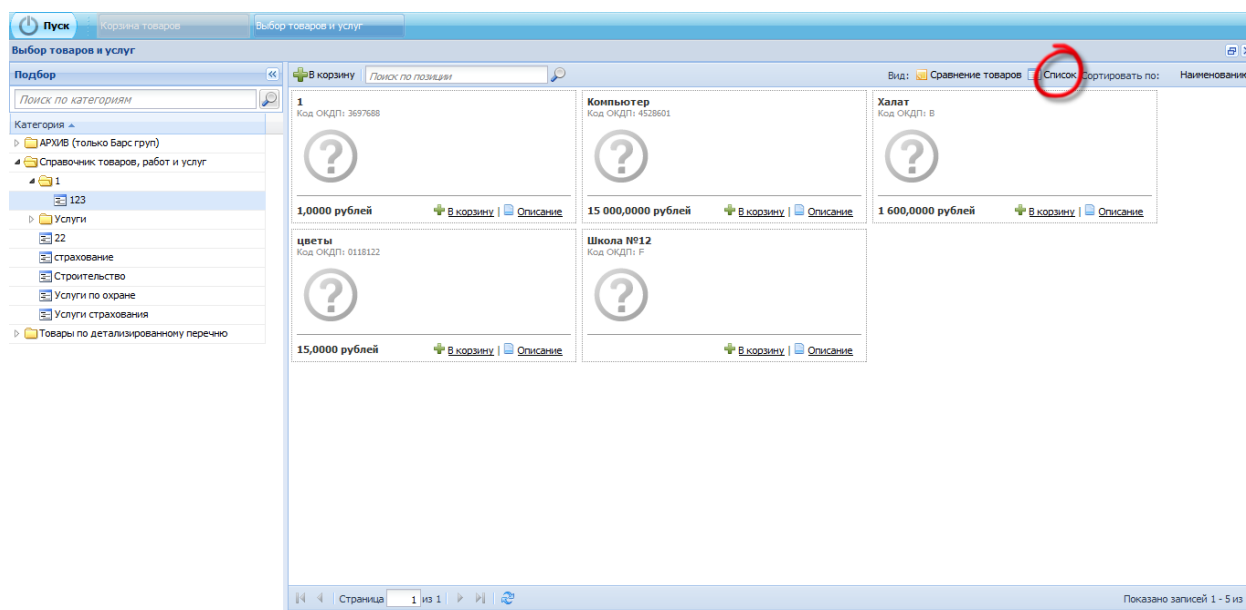 Пуск Корзина товаров Выбор товаров и услуг
Выбор товаров и услуг
Подбор
Поиск по категориям
Категория
АРХИВ (только Барс груп)
Справочник товаров, работ и услуг
1
123
Услуги
22
страхование
Строительство
Услуги по охране
Услуги страхования
Товары по детализированному перечню
В корзину Поиск по позиции Вид: Сравнение товаров Список Сортировать по: Наименованию
1
Код ОКДП: 3697688
1,0000 рублей В корзину | Описание
Компьютер
Код ОКДП: 4528601
15 000,0000 рублей В корзину | Описание
Халат
Код ОКДП: В
1 600,0000 рублей В корзину | Описание
цветы
Код ОКДП: 0118122
15,0000 рублей В корзину | Описание
Школа №12
Код ОКДП: F
В корзину | Описание
Страница 1 из 1 Показано записей 1 - 5 из